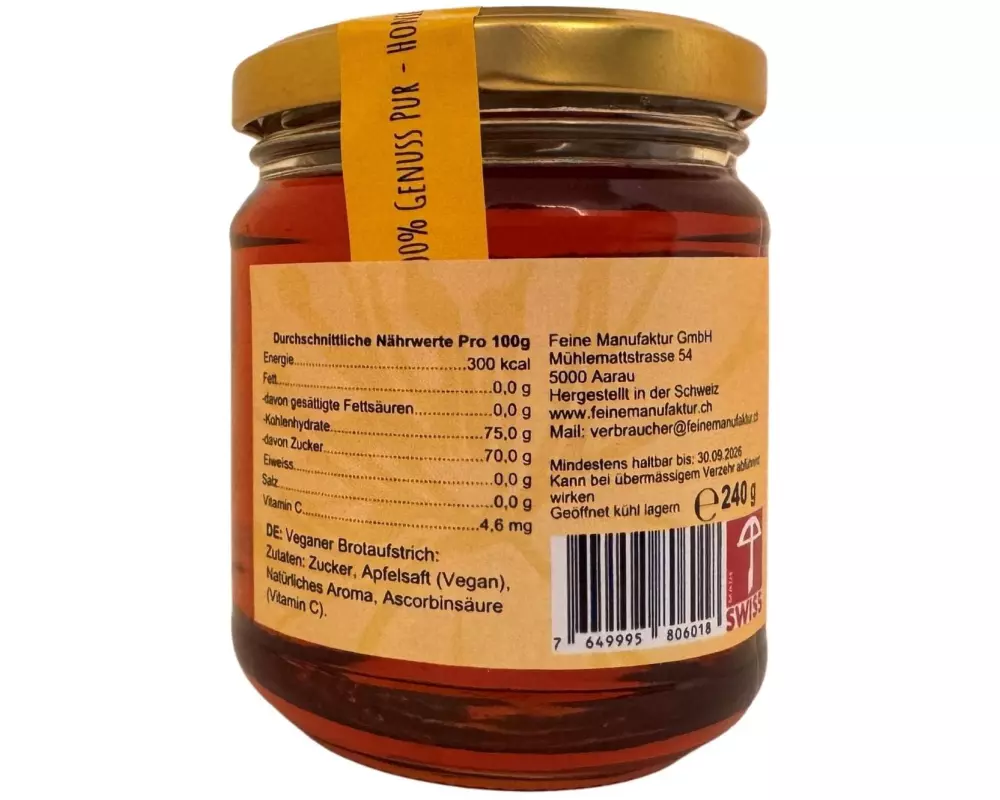 00% GENUSS PUR - HONI
Durchschnittliche Nährwerte Pro 100g
Energie....................300 kcal
Fett....................0,0 g
-davon gesättigte Fettsäuren....................0,0 g
-Kohlenhydrate....................75,0 g
-davon Zucker....................70,0 g
Eiweiss....................0,0 g
Salz....................0,0 g
Vitamin C....................4,6 mg
DE: Veganer Brotaufstrich:
Zutaten: Zucker, Apfelsaft (Vegan),
Natürliches Aroma, Ascorbinsäure
(Vitamin C).
Feine Manufaktur GmbH
Mühlemattstrasse 54
5000 Aarau
Hergestellt in der Schweiz
www.feinemanufaktur.ch
Mail: verbraucher@feinemanufaktur.ch
Mindestens haltbar bis: 30.09.2026
Kann bei übermässigem Verzehr abführend
wirken
Geöffnet kühl lagern ℮ 240 g
7 649995 806018
MADE
SWISS